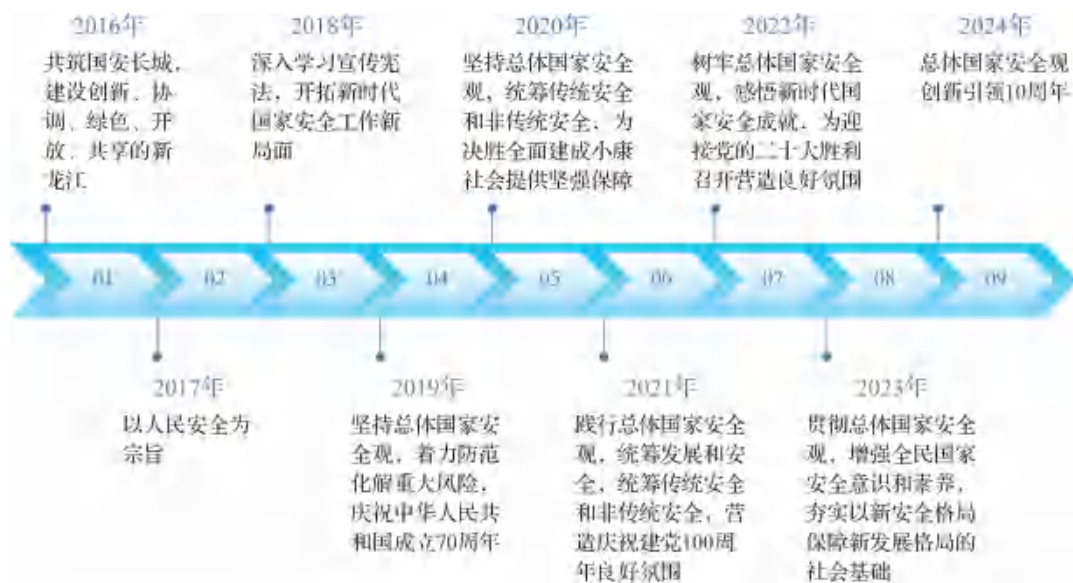 2016年
共筑国安长城,
建设创新、协
调、绿色、开
放、共享的新
龙江
2018年
深入学习宣传宪
法，开拓新时代
国家安全工作新
局面
2020年
坚持总体国家安全
观，统筹传统安全
和非传统安全，为
决胜全面建成小康
社会提供坚强保障
2022年
树牢总体国家安全
观，感悟新时代国
家安全成就，为迎
接党的二十大胜利
召开营造良好氛围
2024年
总体国家安全观
创新引领10周年
01
02
03
04
05
06
07
08
09
2017年
以人民安全为
宗旨
2019年
坚持总体国家安
全观，着力防范
化解重大风险，
庆祝中华人民共
和国成立70周年
2021年
践行总体国家安全
观，统筹发展和安
全，统筹传统安全
和非传统安全，营
造庆祝建党100周
年良好氛围
2023年
贯彻总体国家安全
观，增强全民国家
安全意识和素养，
夯实以新安全格局
保障新发展格局的
社会基础